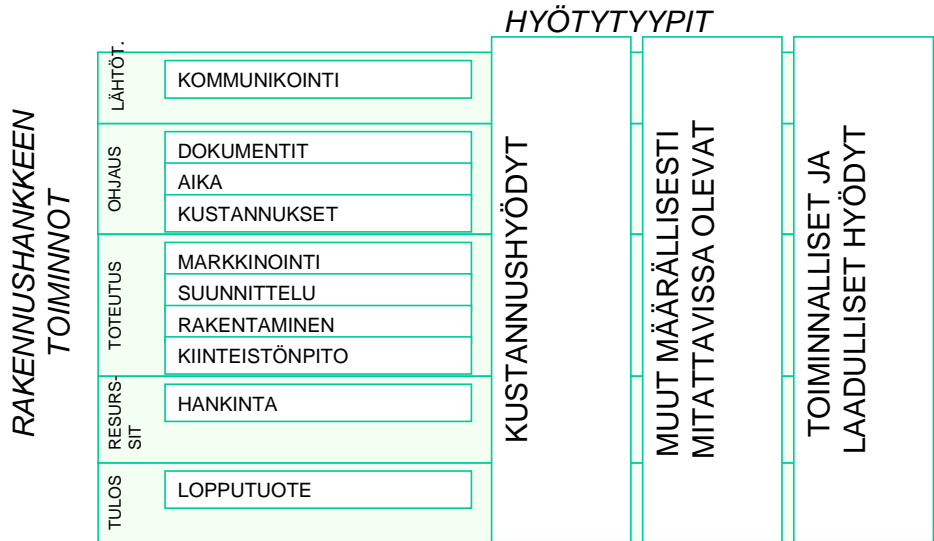 HYÖTYTYYPIT
RAKENNUSHANKKEEN
TOIMINNOT
LÄHTÖT.
KOMMUNIKOINTI
OHJAUS
DOKUMENTIT
AIKA
KUSTANNUKSET
TOTEUTUS
MARKKINOINTI
SUUNNITTELU
RAKENTAMINEN
KIINTEISTÖNPITO
RESURS-
SIT
HANKINTA
TULOS
LOPPUTUOTE
KUSTANNUSHYÖDYT
MUUT MÄÄRÄLLISESTI
MITATTAVISSA OLEVAT
TOIMINNALLISET JA
LAADULLISET HYÖDYT